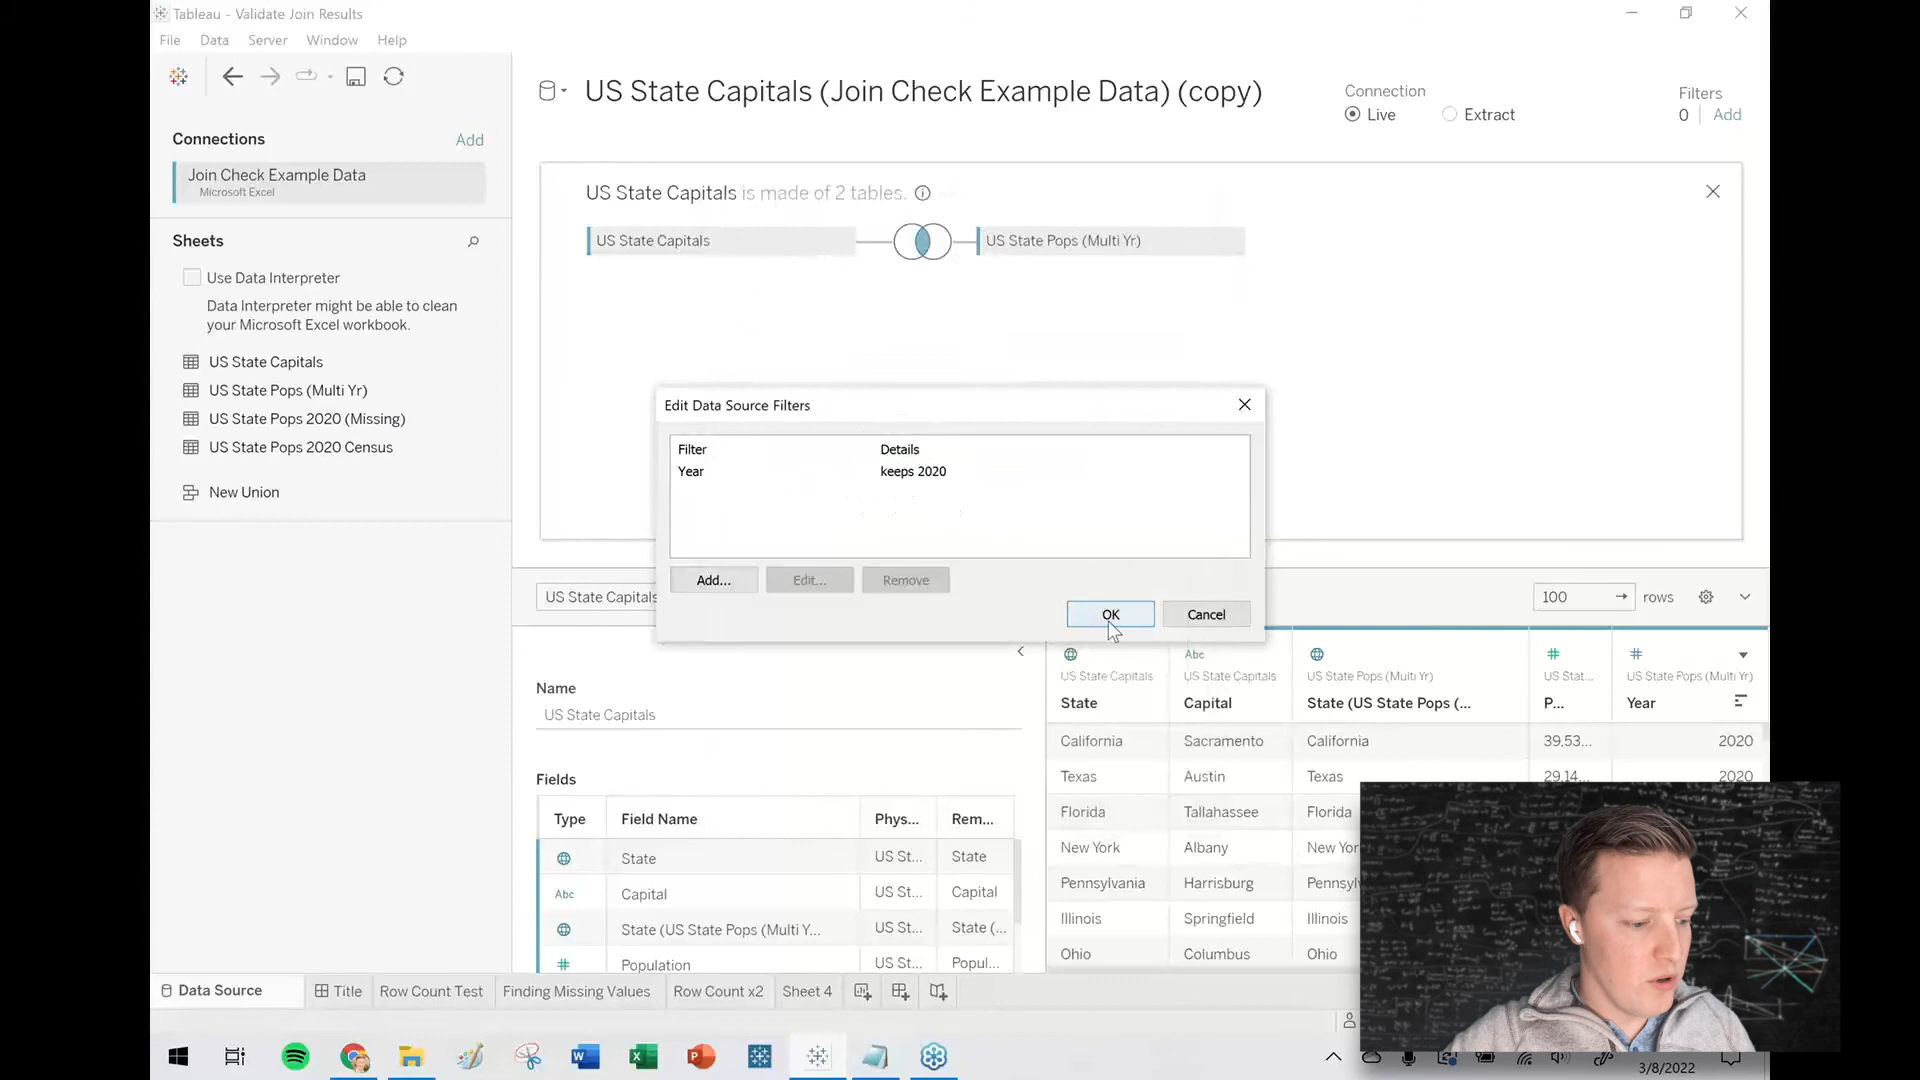 Tableau - Validate Join Results
File Data Server Window Help
Connections Add
Join Check Example Data
Microsoft Excel
Sheets
Use Data Interpreter
Data Interpreter might be able to clean
your Microsoft Excel workbook.
US State Capitals
US State Pops (Multi Yr)
US State Pops 2020 (Missing)
US State Pops 2020 Census
New Union
US State Capitals (Join Check Example Data) (copy)
Connection
Live Extract
Filters
0 Add
US State Capitals is made of 2 tables.
US State Capitals US State Pops (Multi Yr)
Edit Data Source Filters
Filter Details
Year keeps 2020
Add... Edit... Remove
OK Cancel
US State Capitals
100 rows
Name
US State Capitals
Fields
Type Field Name Phys... Rem...
State US St... State
Abc Capital US St... Capital
State (US State Pops (Multi Y... US St... State (...
# Population US St... Popul...
Abc
US State Capitals US State Capitals US State Pops (Multi Yr) US Stat... US State Pops (Multi Yr)
State Capital State (US State Pops (... P... Year
California Sacramento California 39,53... 2020
Texas Austin Texas 29,14... 2020
Florida Tallahassee Florida
New York Albany New Yor
Pennsylvania Harrisburg Pennsyl
Illinois Springfield Illinois
Ohio Columbus Ohio
Data Source Title Row Count Test Finding Missing Values Row Count x2 Sheet 4
3/8/2022